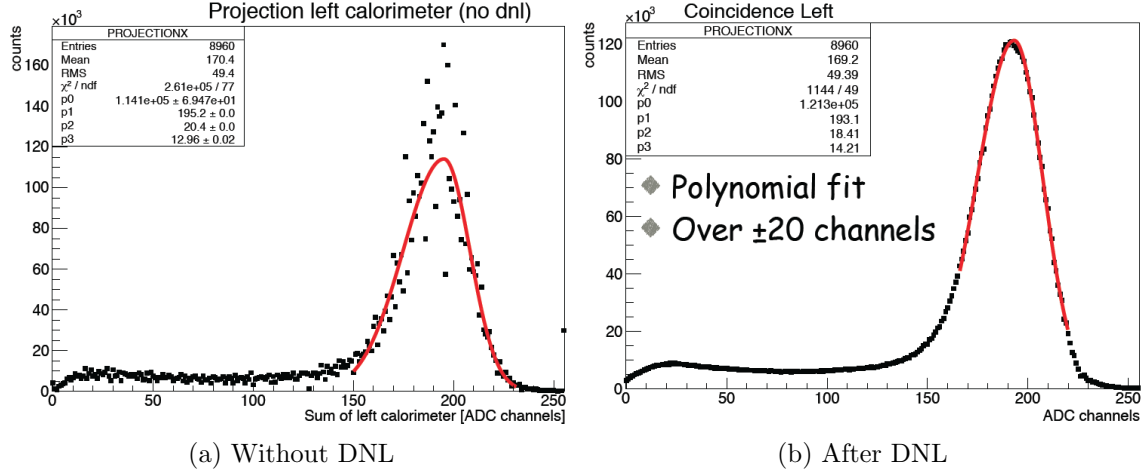 Projection left calorimeter (no dnl)
×10³
counts
PROJECTIONX
Entries 8960
Mean 170.4
RMS 49.4
χ² / ndf 2.61e+05 / 77
p0 1.141e+05 ± 6.947e+01
p1 195.2 ± 0.0
p2 20.4 ± 0.0
p3 12.96 ± 0.02
160
140
120
100
80
60
40
20
0
0 50 100 150 200 250
Sum of left calorimeter [ADC channels]
(a) Without DNL
Coincidence Left
×10³
counts
PROJECTIONX
Entries 8960
Mean 169.2
RMS 49.39
χ² / ndf 1144 / 49
p0 1.213e+05
p1 193.1
p2 18.41
p3 14.21
Polynomial fit
Over ±20 channels
120
100
80
60
40
20
0
0 50 100 150 200 250
ADC channels
(b) After DNL